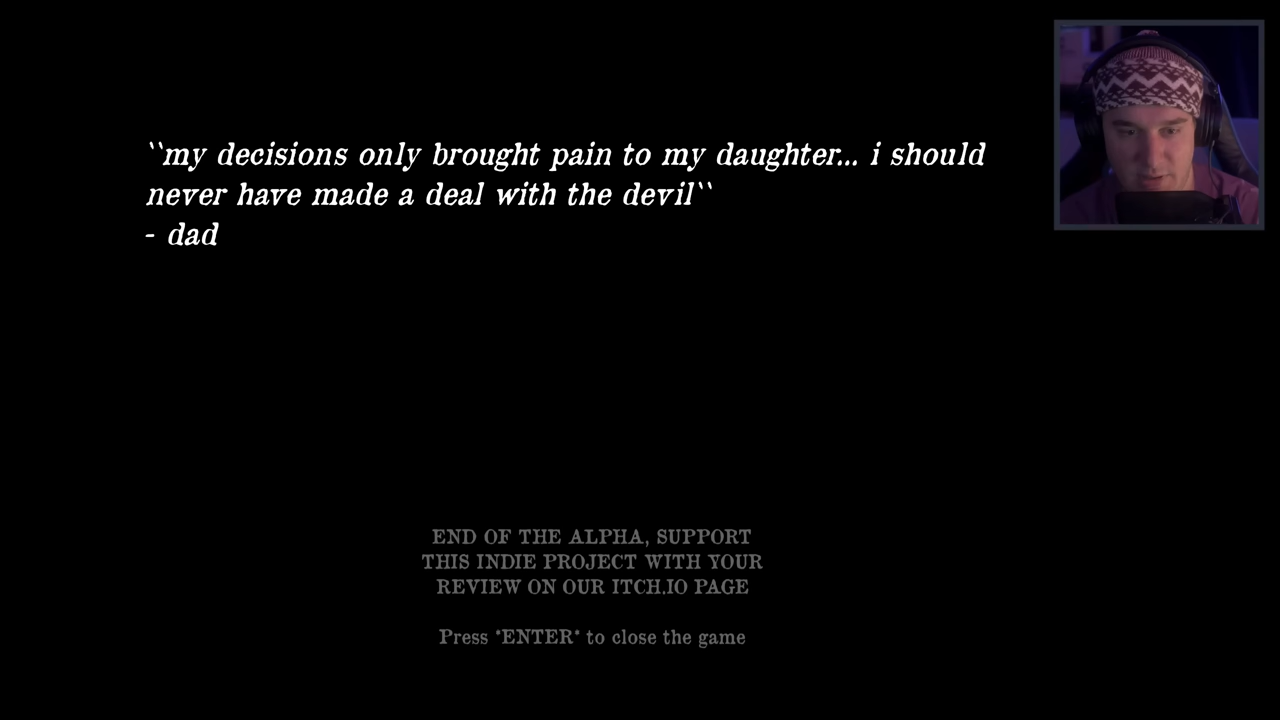 ``my decisions only brought pain to my daughter... i should
never have made a deal with the devil``
- dad
END OF THE ALPHA, SUPPORT
THIS INDIE PROJECT WITH YOUR
REVIEW ON OUR ITCH.IO PAGE
Press *ENTER* to close the game